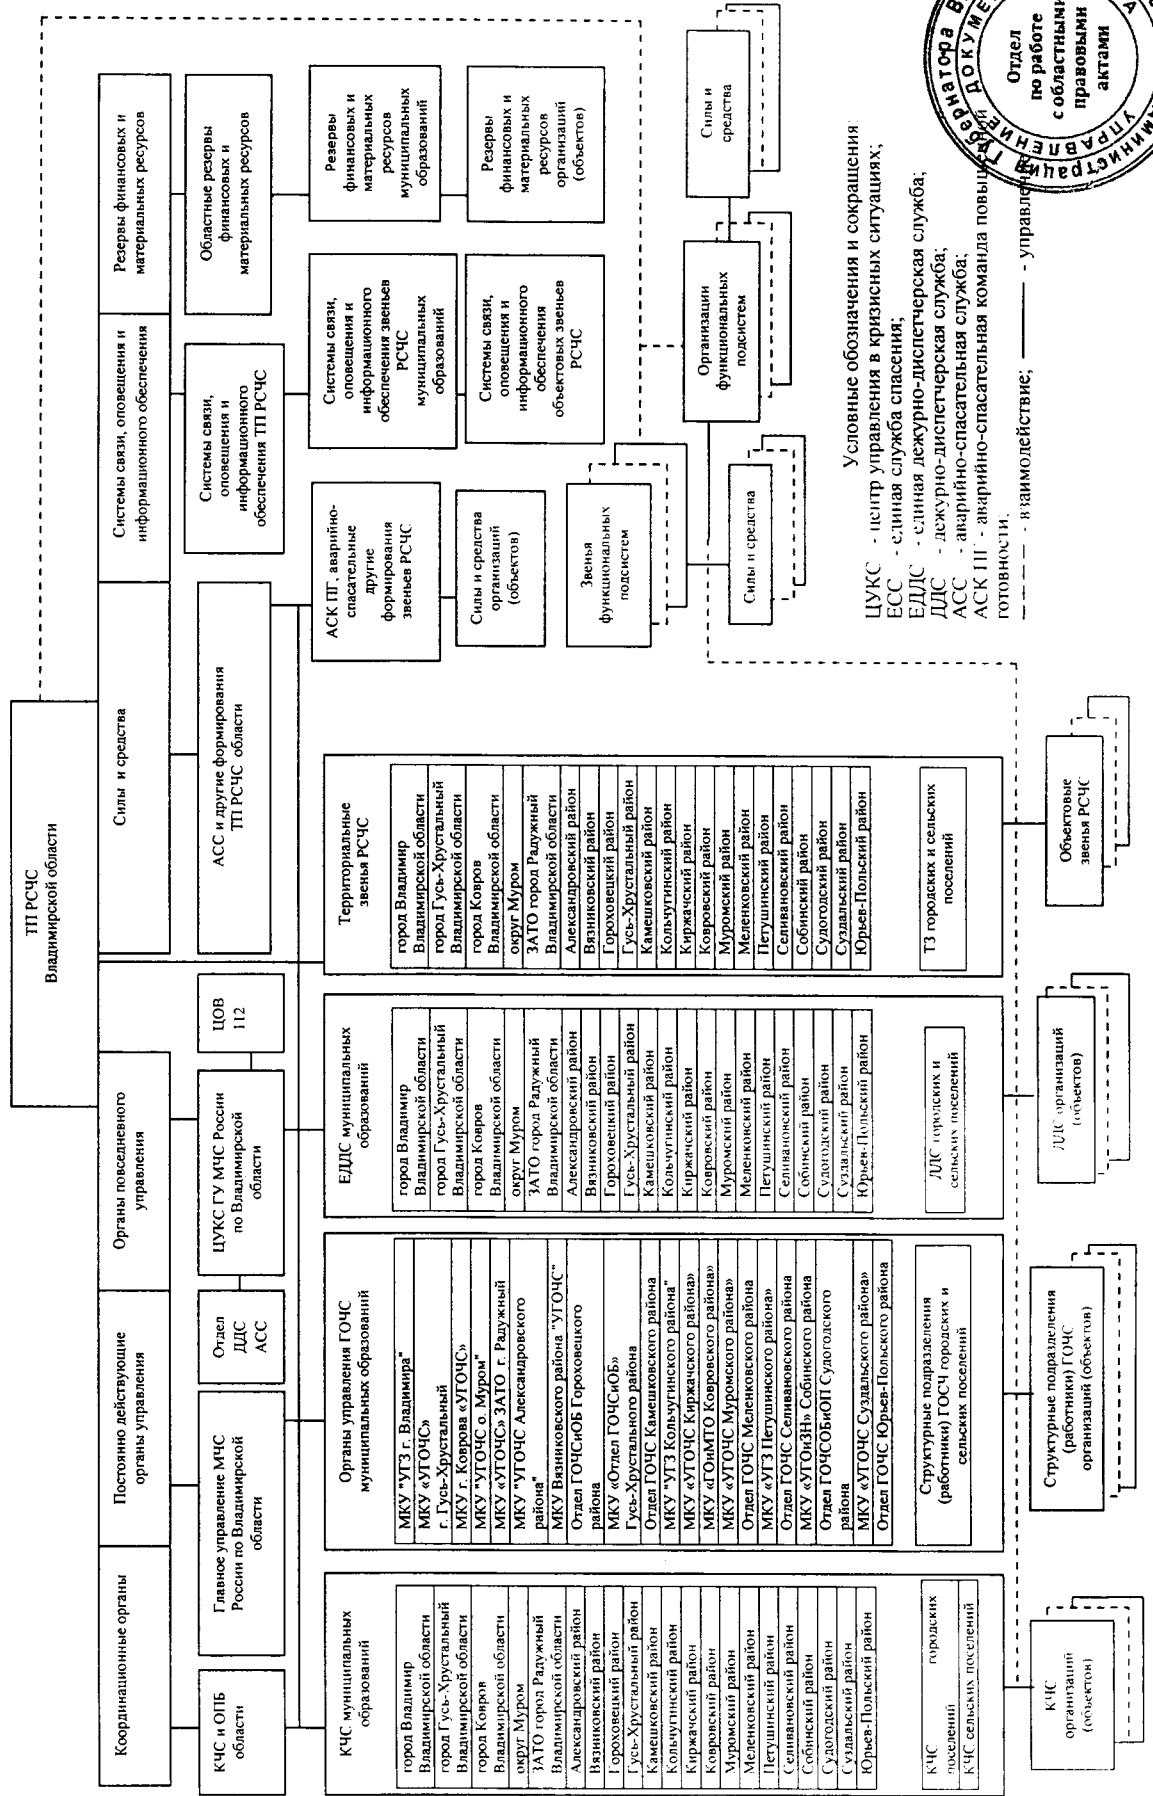 ТП РСЧС
Владимирской области
Координационные органы
Постоянно действующие
органы управления
Органы повседневного
управления
Силы и средства
Системы связи, оповещения и
информационного обеспечения
Резервы финансовых и
материальных ресурсов
КЧС и ОПБ
области
Главное управление МЧС
России по Владимирской
области
Отдел
ДДС
АСС
ЦУКС ГУ МЧС России
по Владимирской
области
ЦОВ
112
АСС и другие формирования
ТП РСЧС области
Системы связи,
оповещения и
информационного
обеспечения ТП РСЧС
Областные резервы
финансовых и
материальных ресурсов
КЧС муниципальных
образований
город Владимир
Владимирской области
город Гусь-Хрустальный
Владимирской области
город Ковров
Владимирской области
округ Муром
ЗАТО город Радужный
Владимирской области
Александровский район
Вязниковский район
Гороховецкий район
Гусь-Хрустальный район
Камешковский район
Кольчугинский район
Киржачский район
Ковровский район
Муромский район
Меленковский район
Петушинский район
Селивановский район
Собинский район
Судогодский район
Суздальский район
Юрьев-Польский район
КЧС городских
поселений
КЧС сельских поселений
КЧС
организаций
(объектов)
Органы управления ГОЧС
муниципальных образований
МКУ "УГЗ г. Владимира"
МКУ «УГОЧС»
г. Гусь-Хрустальный
МКУ г. Коврова «УГОЧС»
МКУ "УГОЧС о. Муром"
МКУ «УГОЧС» ЗАТО г. Радужный
МКУ "УГОЧС Александровского
района"
МКУ Вязниковского района "УГОЧС"
Отдел ГОЧСиОБ Гороховецкого
района
МКУ «Отдел ГОЧСиОБ»
Гусь-Хрустального района
Отдел ГОЧС Камешковского района
МКУ "УГЗ Кольчугинского района"
МКУ «УГОЧС Киржачского района»
МКУ «ГОиМТО Ковровского района»
МКУ «УГОЧС Муромского района»
Отдел ГОЧС Меленковского района
МКУ «УГЗ Петушинского района»
Отдел ГОЧС Селивановского района
МКУ «УГОиЗН» Собинского района
Отдел ГОЧСОБиОП Судогодского
района
МКУ «УГОЧС Суздальского района»
Отдел ГОЧС Юрьев-Польского района
Структурные подразделения
(работники) ГОСЧ городских и
сельских поселений
Структурные подразделения
(работники) ГОЧС
организаций (объектов)
ЕДДС муниципальных
образований
город Владимир
Владимирской области
город Гусь-Хрустальный
Владимирской области
город Ковров
Владимирской области
округ Муром
ЗАТО город Радужный
Владимирской области
Александровский район
Вязниковский район
Гороховецкий район
Гусь-Хрустальный район
Камешковский район
Кольчугинский район
Киржачский район
Ковровский район
Муромский район
Меленковский район
Петушинский район
Селивановский район
Собинский район
Судогодский район
Суздальский район
Юрьев-Польский район
ДДС городских и
сельских поселений
ДДС организаций
(объектов)
Территориальные
звенья РСЧС
город Владимир
Владимирской области
город Гусь-Хрустальный
Владимирской области
город Ковров
Владимирской области
округ Муром
ЗАТО город Радужный
Владимирской области
Александровский район
Вязниковский район
Гороховецкий район
Гусь-Хрустальный район
Камешковский район
Кольчугинский район
Киржачский район
Ковровский район
Муромский район
Меленковский район
Петушинский район
Селивановский район
Собинский район
Судогодский район
Суздальский район
Юрьев-Польский район
ТЗ городских и сельских
поселений
Объектовые
звенья РСЧС
АСК ПГ, аварийно-
спасательные
другие
формирования
звеньев РСЧС
Силы и средства
организаций
(объектов)
Системы связи,
оповещения и
информационного
обеспечения звеньев
РСЧС
муниципальных
образований
Системы связи,
оповещения и
информационного
обеспечения
объектовых звеньев
РСЧС
Резервы
финансовых и
материальных
ресурсов
муниципальных
образований
Резервы
финансовых и
материальных
ресурсов
организаций
(объектов)
Звенья
функциональных
подсистем
Силы и средства
Организации
функциональных
подсистем
Силы и
средства
Условные обозначения и сокращения:
ЦУКС - центр управления в кризисных ситуациях;
ЕСС - единая служба спасения;
ЕДДС - единая дежурно-диспетчерская служба;
ДДС - дежурно-диспетчерская служба;
АСС - аварийно-спасательная служба;
АСК ПГ - аварийно-спасательная команда повышенной
готовности.
- взаимодействие; - управление
Администрация Губернатора В
УПРАВЛЕНИЕ
Отдел
по работе
с областными
правовыми
актами